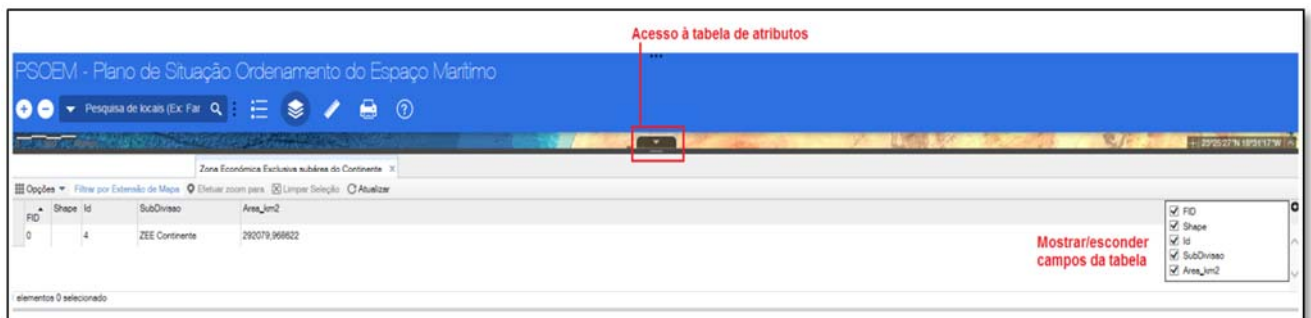 Acesso à tabela de atributos
PSOEM - Plano de Situação Ordenamento do Espaço Marítimo
Pesquisa de locais (Ex: Far
Zona Económica Exclusiva subárea do Continente X
Opções Filtrar por Extensão de Mapa Efetuar zoom para Limpar Seleção Atualizar
FID Shape Id SubDivisao Area_km2
0 4 ZEE Continente 292079,968622
FID
Shape
Id
SubDivisao
Area_km2
Mostrar/esconder
campos da tabela
elementos 0 selecionado